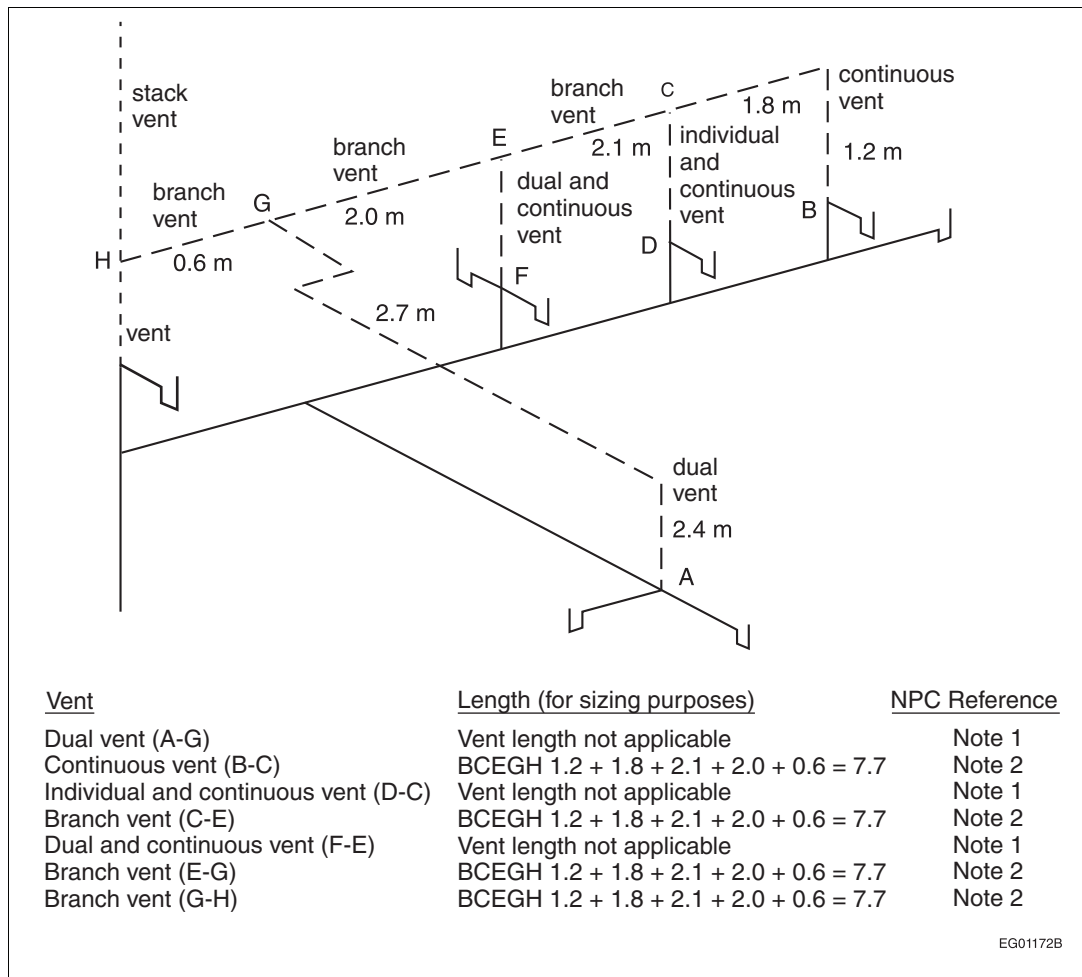 stack
vent
branch
vent
C
1.8 m
continuous
vent
branch
vent
E
2.1 m
individual
and
continuous
vent
1.2 m
branch
vent
G
2.0 m
dual and
continuous
vent
B
H
0.6 m
D
F
2.7 m
vent
dual
vent
2.4 m
A
Vent Length (for sizing purposes) NPC Reference
Dual vent (A-G) Vent length not applicable Note 1
Continuous vent (B-C) BCEGH 1.2 + 1.8 + 2.1 + 2.0 + 0.6 = 7.7 Note 2
Individual and continuous vent (D-C) Vent length not applicable Note 1
Branch vent (C-E) BCEGH 1.2 + 1.8 + 2.1 + 2.0 + 0.6 = 7.7 Note 2
Dual and continuous vent (F-E) Vent length not applicable Note 1
Branch vent (E-G) BCEGH 1.2 + 1.8 + 2.1 + 2.0 + 0.6 = 7.7 Note 2
Branch vent (G-H) BCEGH 1.2 + 1.8 + 2.1 + 2.0 + 0.6 = 7.7 Note 2
EG01172B